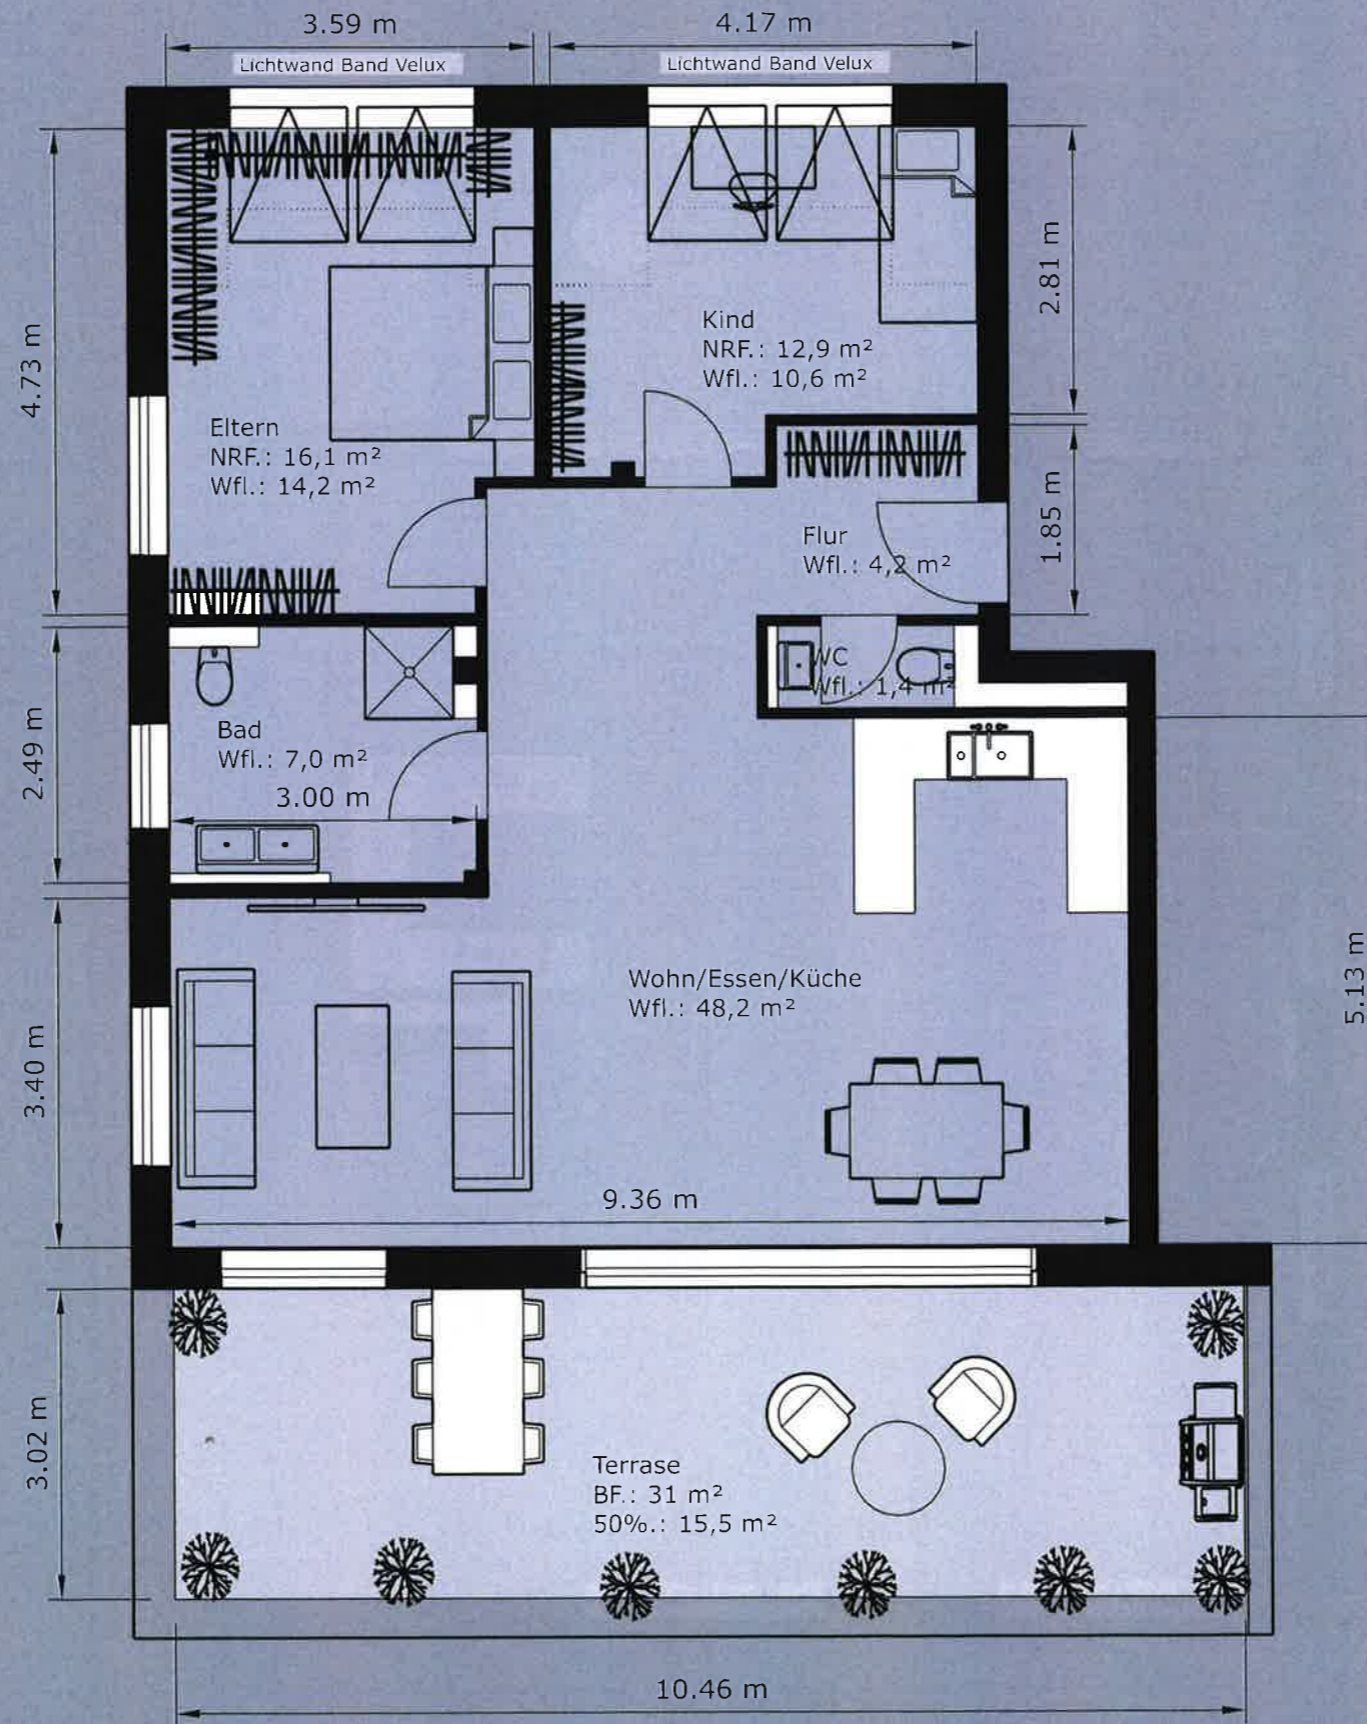 3.59 m
4.17 m
Lichtwand Band Velux
Lichtwand Band Velux
4.73 m
2.81 m
Kind
NRF.: 12,9 m²
Wfl.: 10,6 m²
Eltern
NRF.: 16,1 m²
Wfl.: 14,2 m²
1.85 m
Flur
Wfl.: 4,2 m²
WC
Wfl.: 1,4 m²
2.49 m
Bad
Wfl.: 7,0 m²
3.00 m
5.13 m
Wohn/Essen/Küche
Wfl.: 48,2 m²
3.40 m
9.36 m
3.02 m
Terrase
BF.: 31 m²
50%.: 15,5 m²
10.46 m